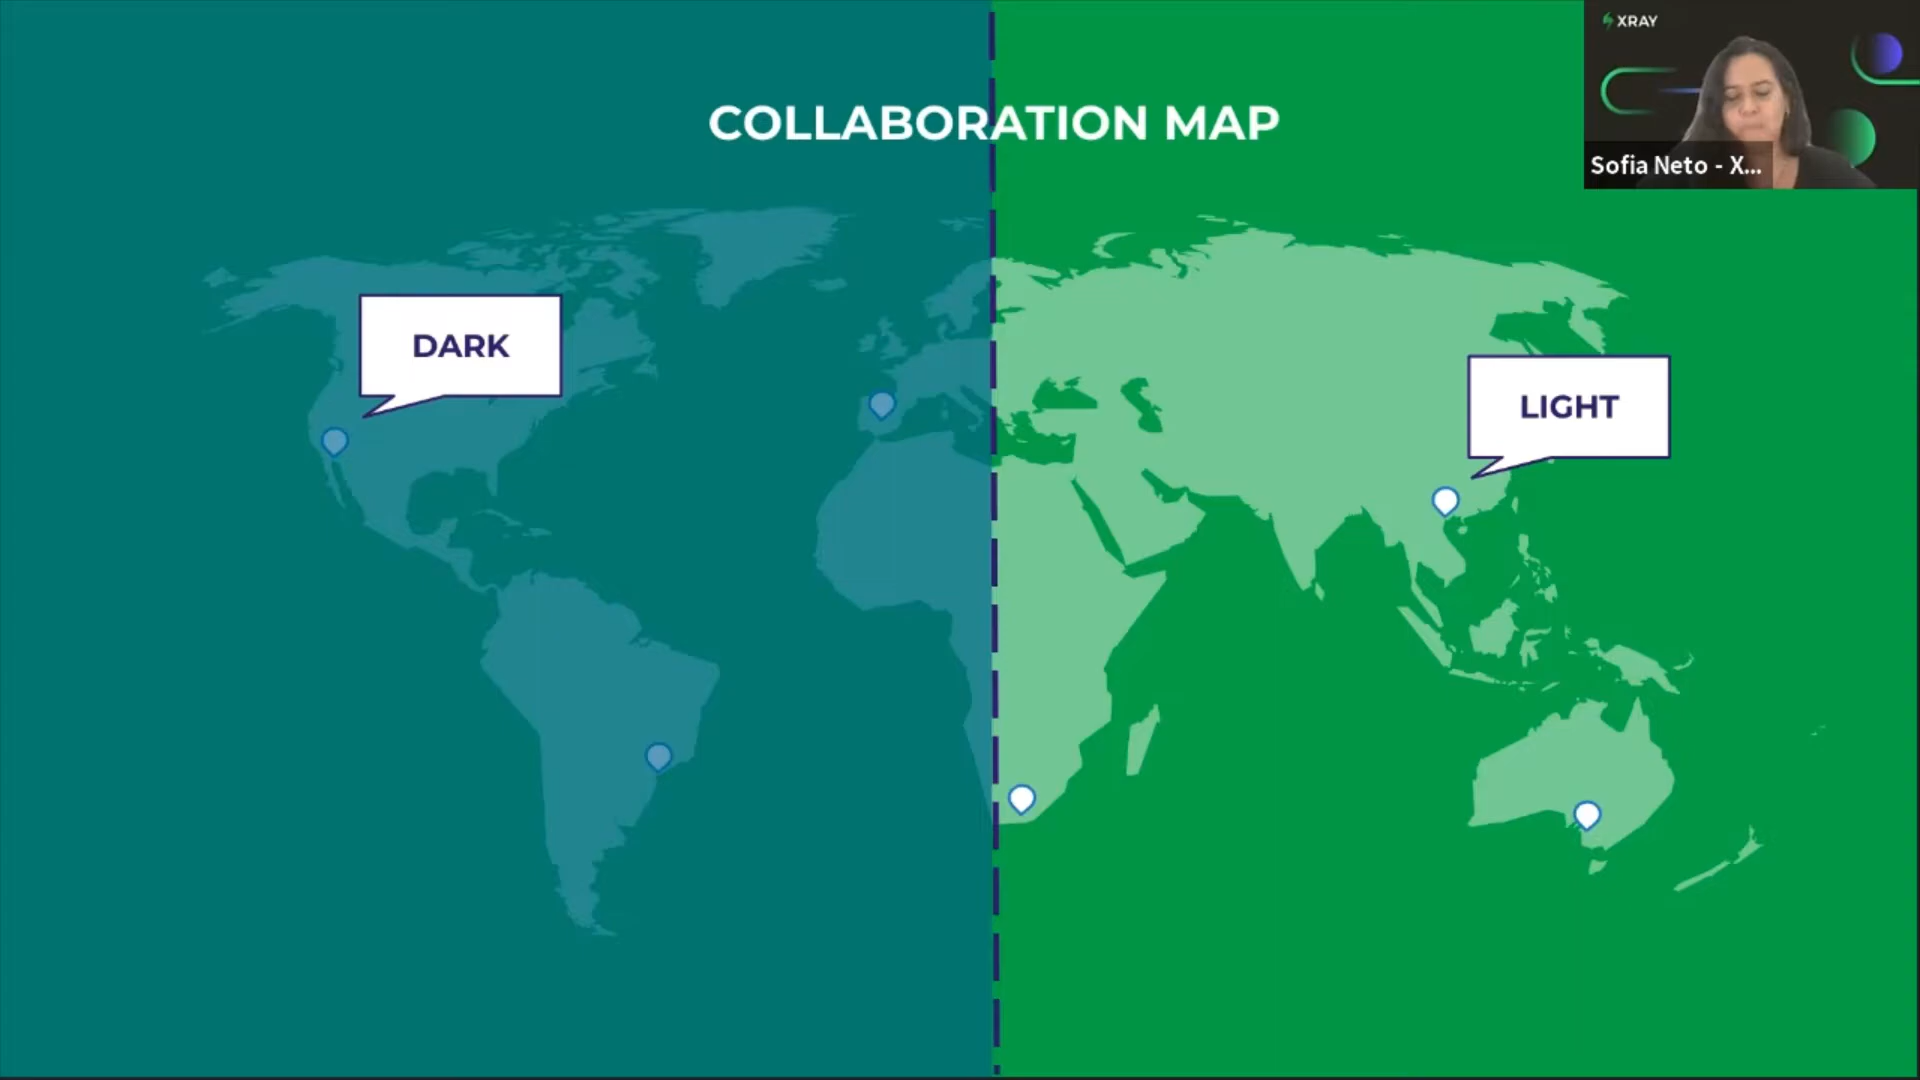 XRAY
COLLABORATION MAP
Sofia Neto - X...
DARK
LIGHT